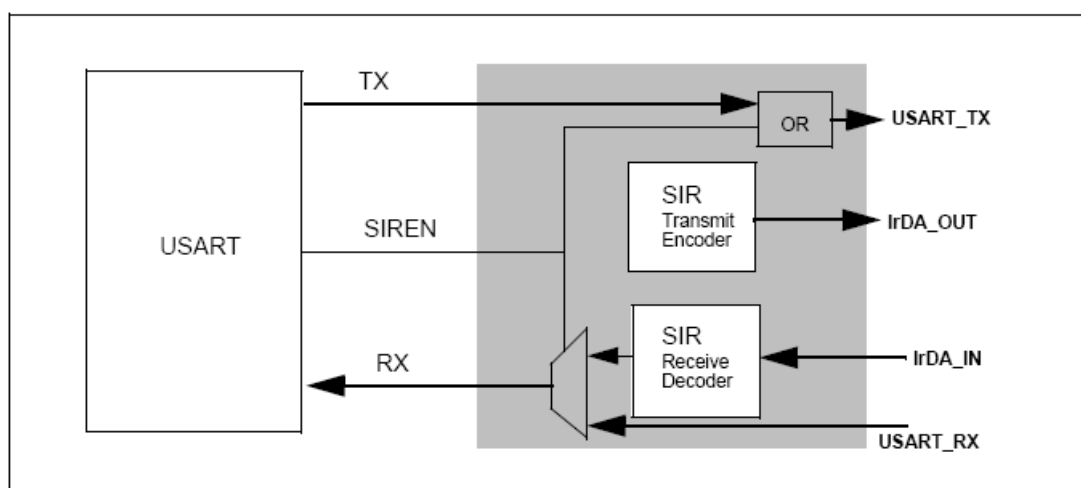 TX
OR
USART_TX
SIR
Transmit
Encoder
IrDA_OUT
USART
SIREN
SIR
Receive
Decoder
IrDA_IN
RX
USART_RX